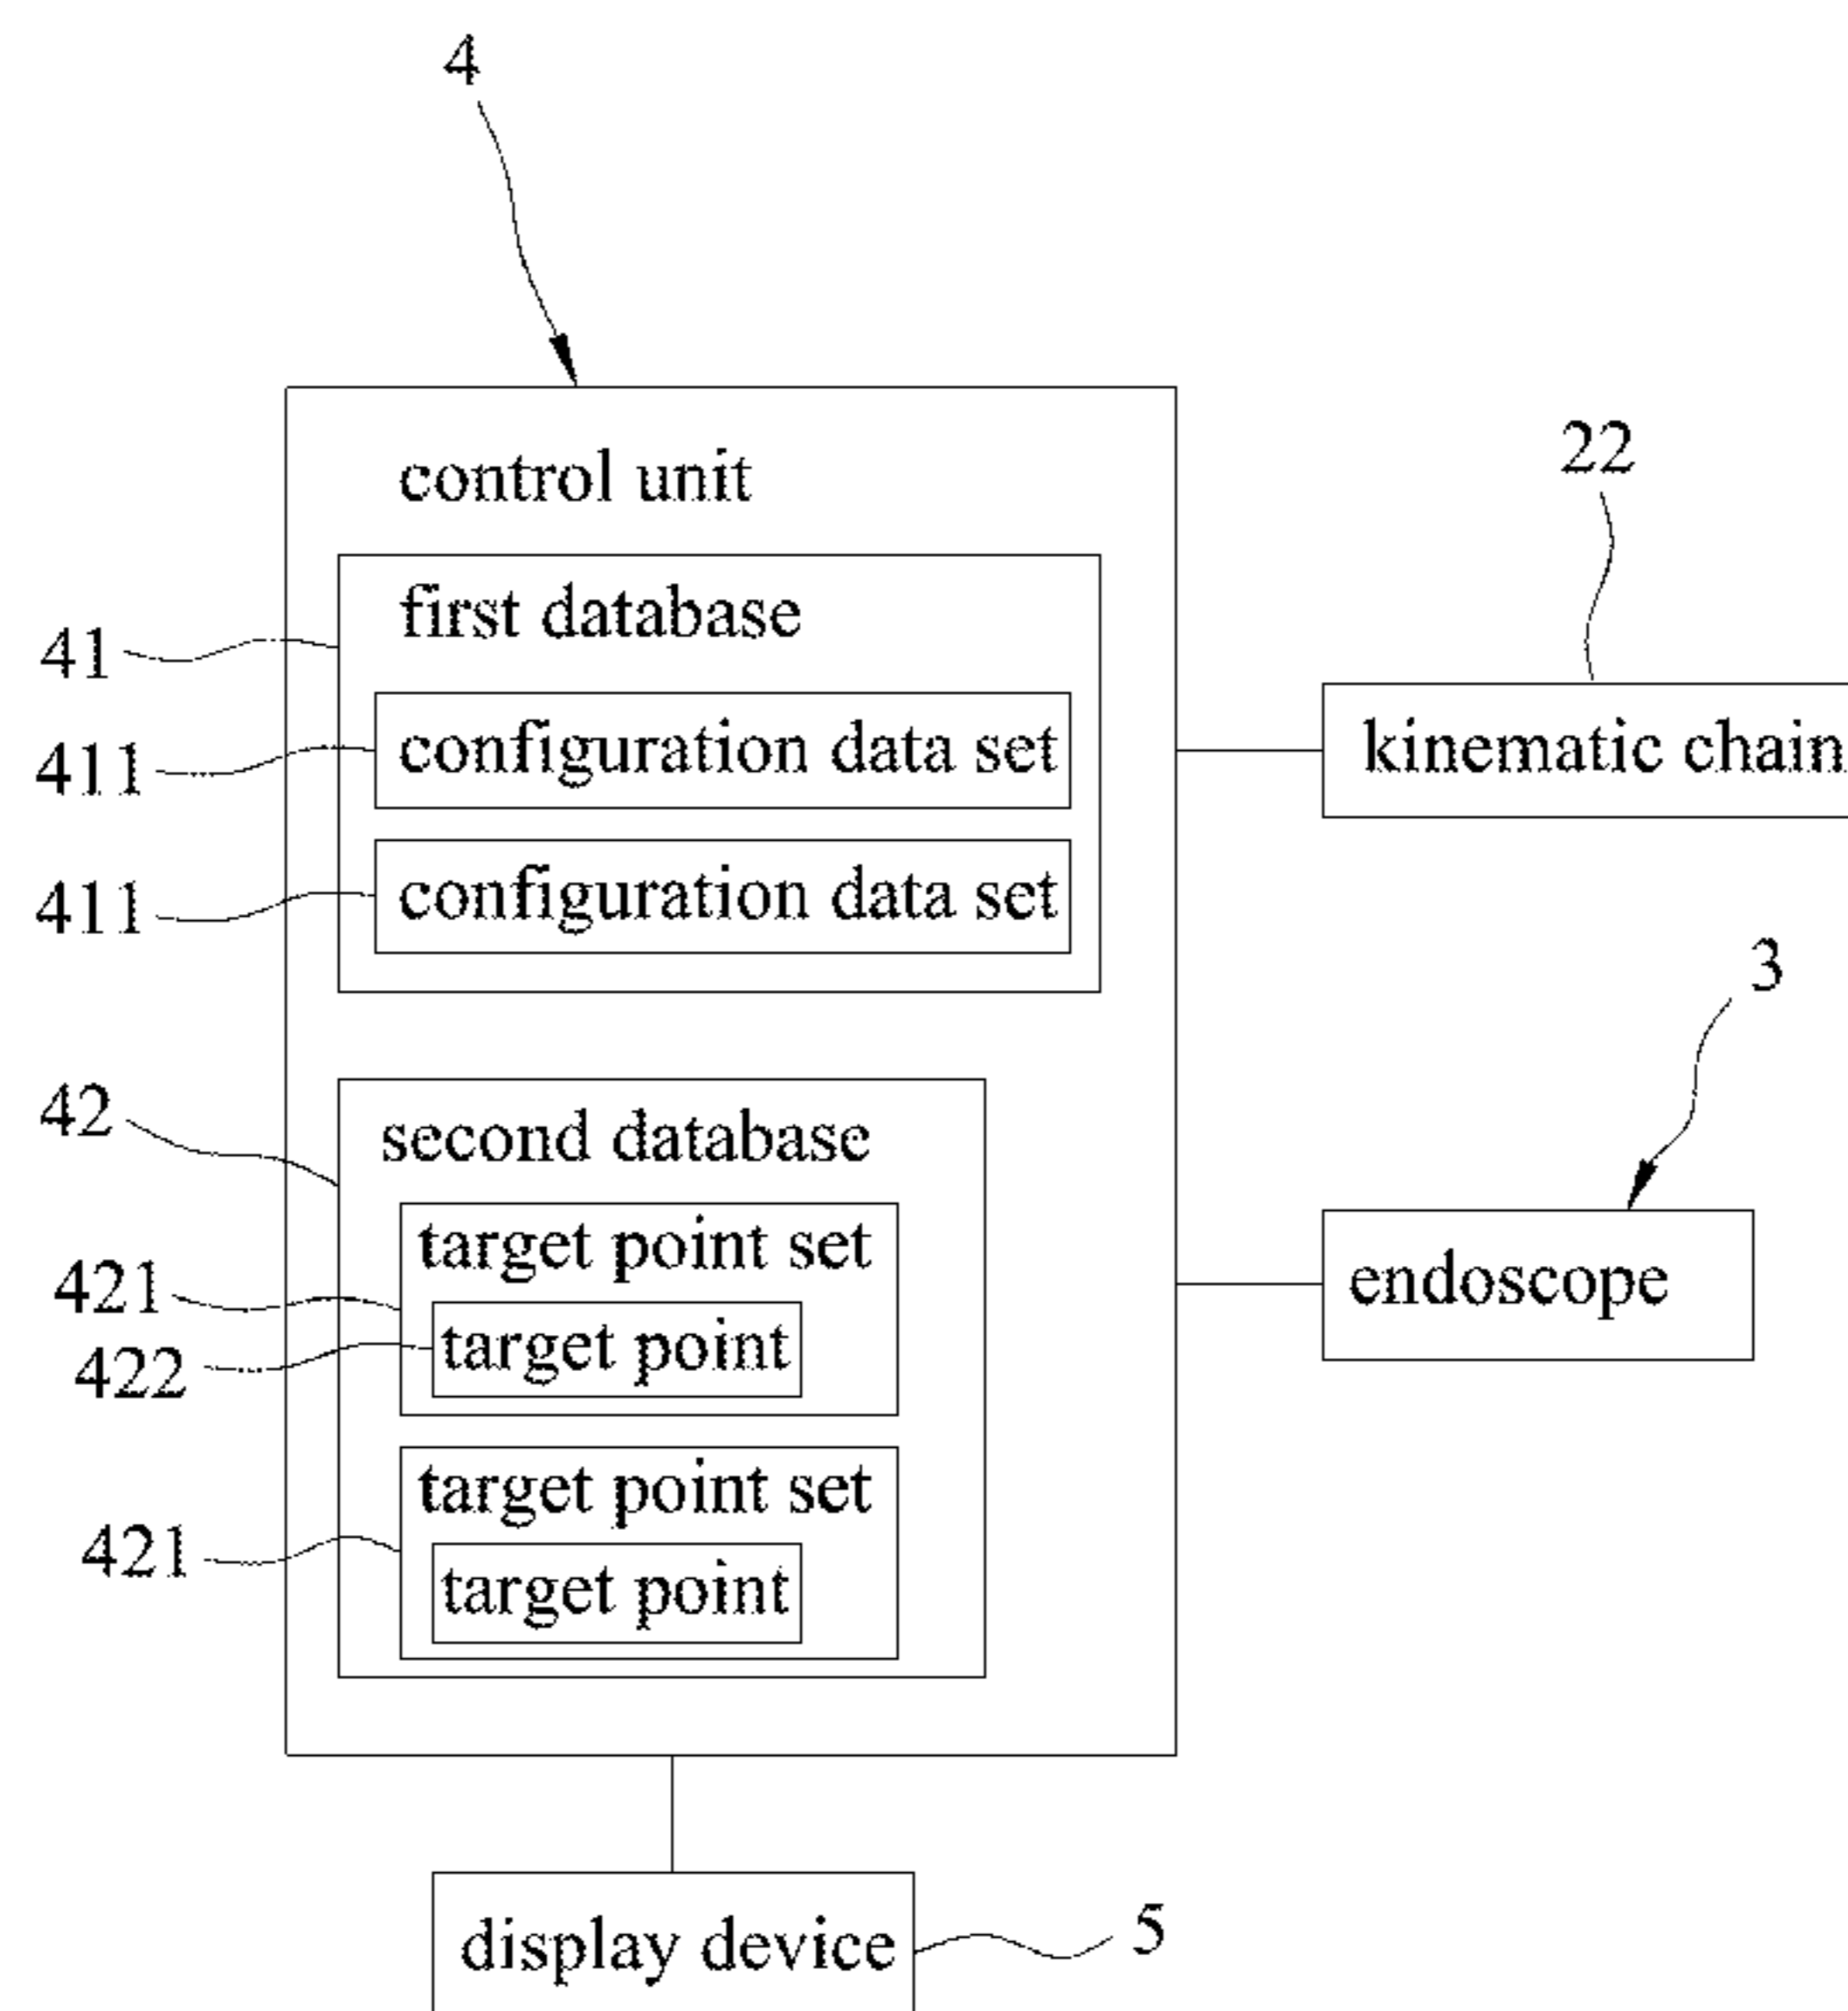 4
control unit
22
first database
41
configuration data set
kinematic chain
411
configuration data set
411
3
42
second database
target point set
421
endoscope
target point
422
target point set
421
target point
display device
5